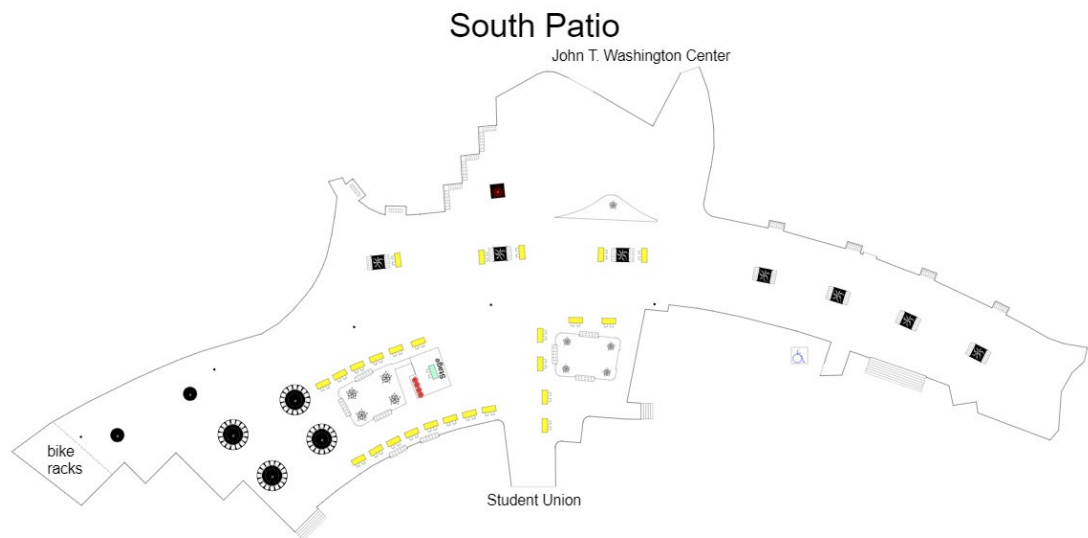 South Patio
John T. Washington Center
Stage
bike
racks
Student Union